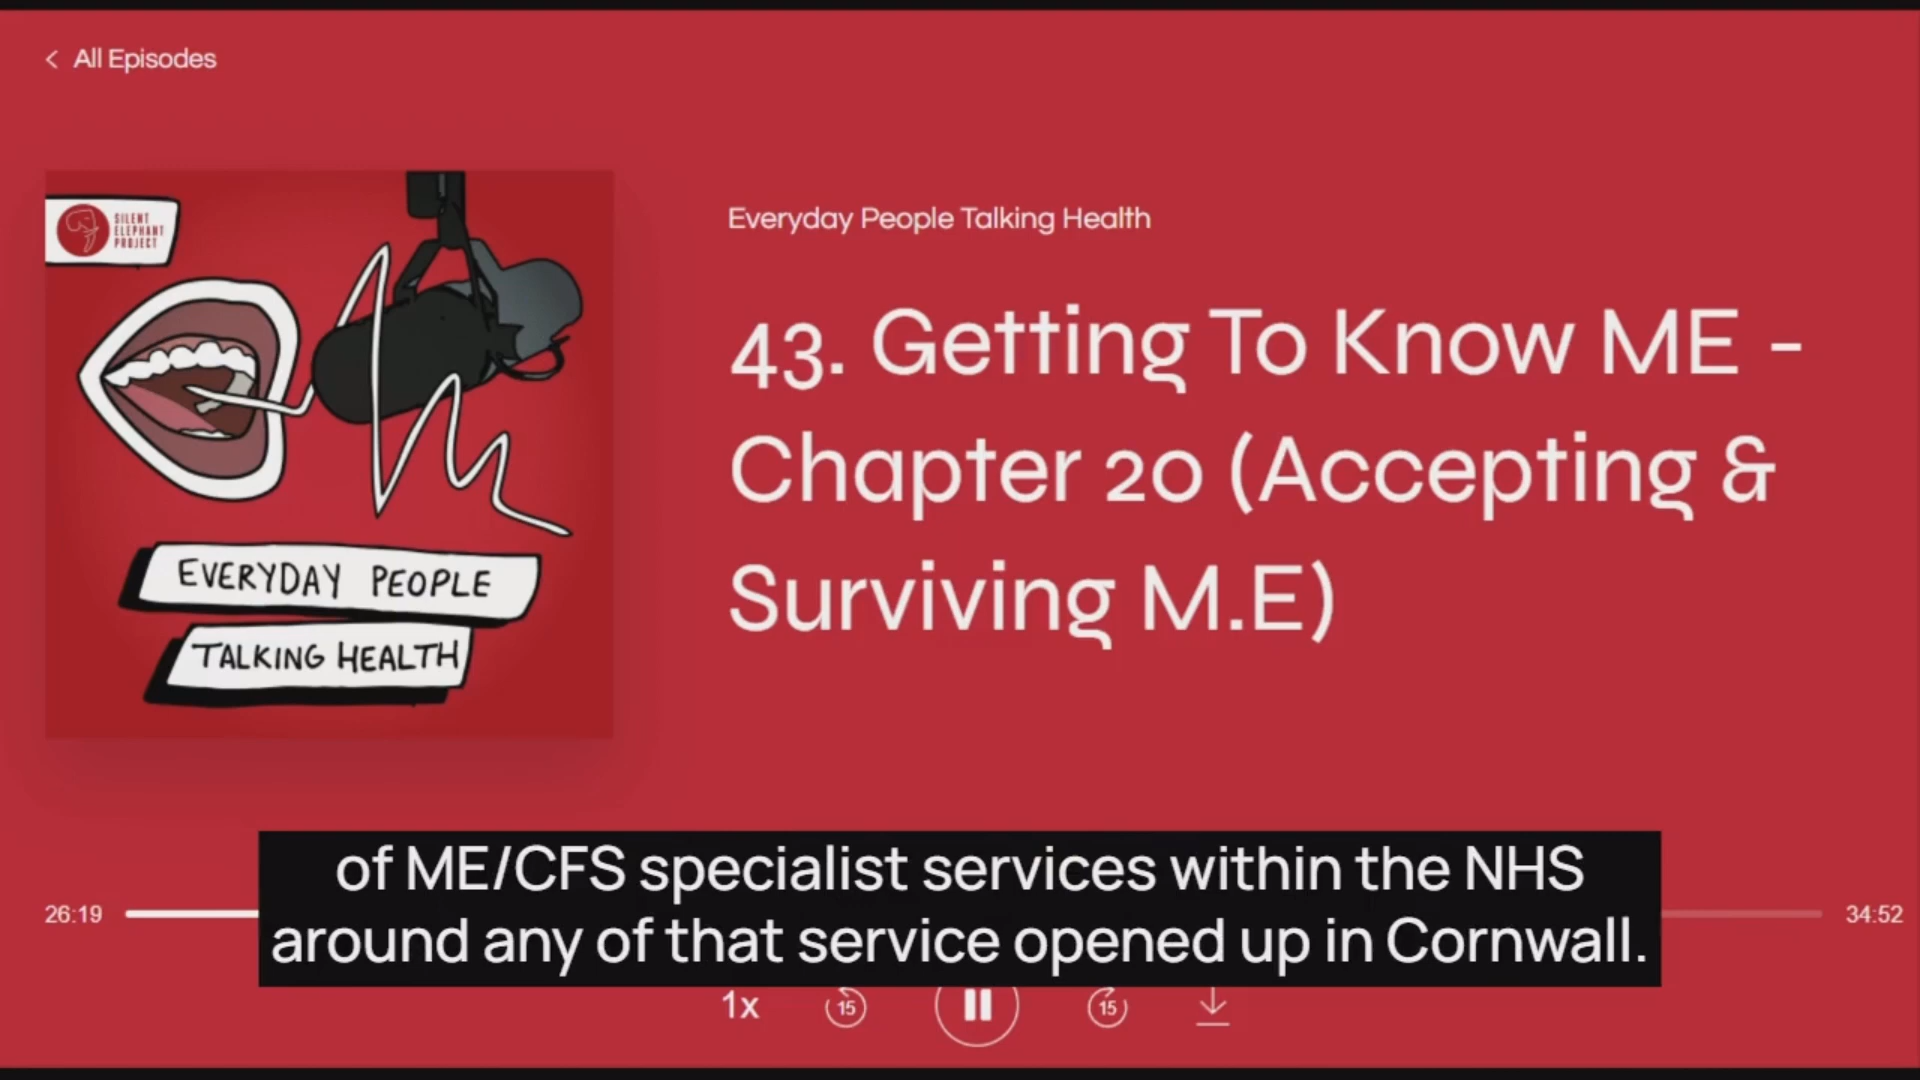 < All Episodes
SILENT
ELEPHANT
PROJECT
EVERYDAY PEOPLE
TALKING HEALTH
Everyday People Talking Health
43. Getting To Know ME -
Chapter 20 (Accepting &
Surviving M.E)
of ME/CFS specialist services within the NHS
around any of that service opened up in Cornwall.
26:19
34:52
1x
15
15